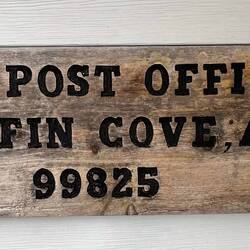 POST OFFI
FIN COVE, A
99825